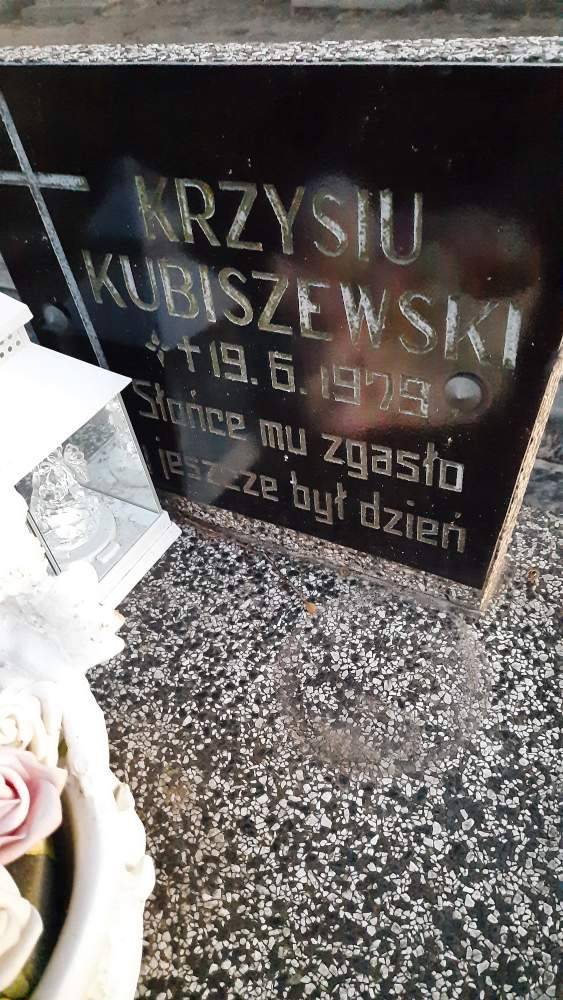 KRZYSIU
KUBISZEWSKI
19.6.1979
Słońce mu zgasło
jeszcze był dzień